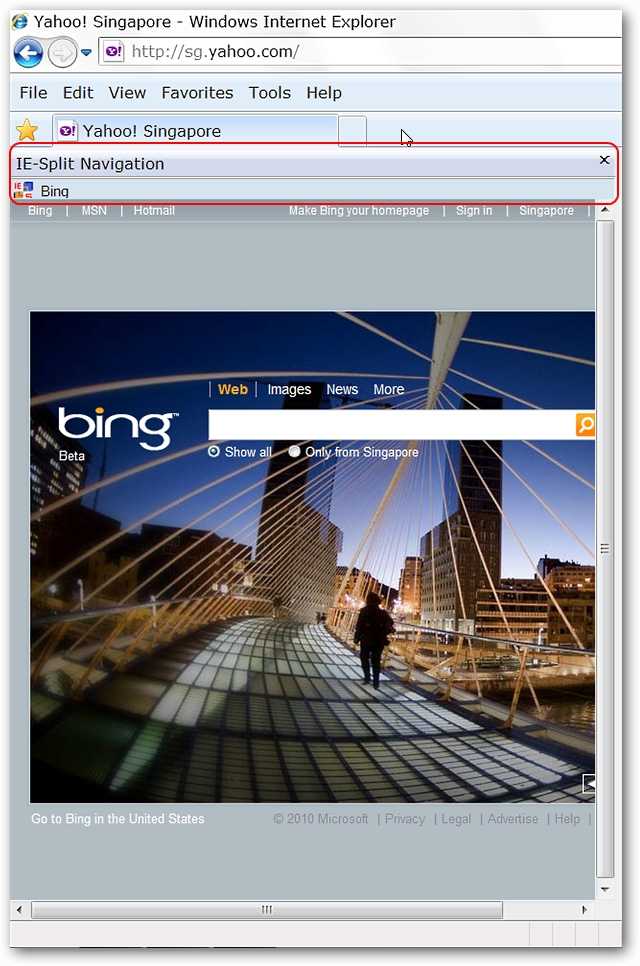 Yahoo! Singapore - Windows Internet Explorer
Y! http://sg.yahoo.com/
File Edit View Favorites Tools Help
Y! Yahoo! Singapore
IE-Split Navigation
IE Bing
Bing | MSN | Hotmail Make Bing your homepage | Sign in | Singapore |
| Web | Images News More
bing™
Beta
Show all Only from Singapore
Go to Bing in the United States © 2010 Microsoft | Privacy | Legal | Advertise | Help |